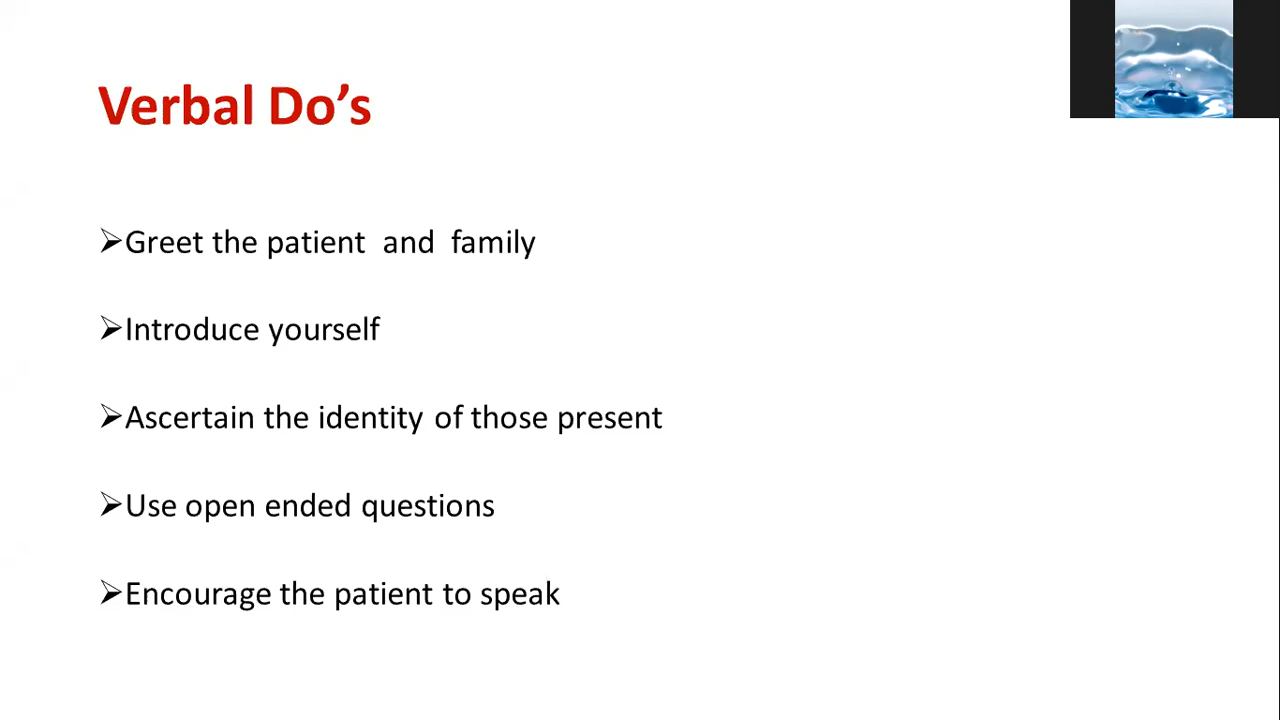 Verbal Do’s
➢Greet the patient and family
➢Introduce yourself
➢Ascertain the identity of those present
➢Use open ended questions
➢Encourage the patient to speak